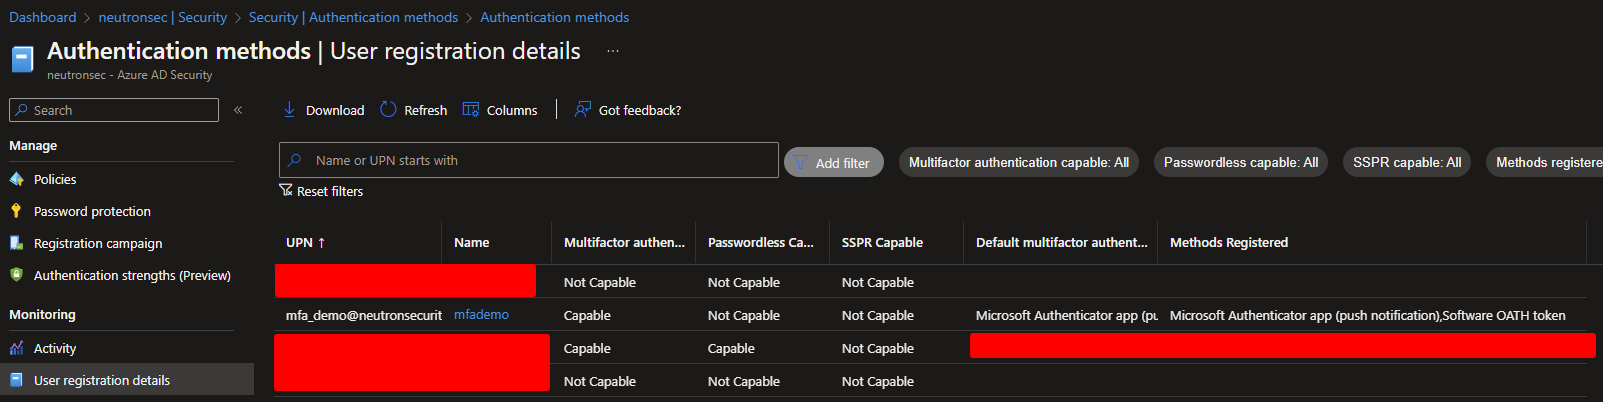 Dashboard > neutronsec | Security > Security | Authentication methods > Authentication methods
Authentication methods | User registration details ...
neutronsec - Azure AD Security
Search «
Download Refresh Columns | Got feedback?
Manage
Policies
Password protection
Registration campaign
Authentication strengths (Preview)
Monitoring
Activity
User registration details
Name or UPN starts with Add filter Multifactor authentication capable: All Passwordless capable: All SSPR capable: All Methods registere
Reset filters
UPN ↑ Name Multifactor authen... Passwordless Ca... SSPR Capable Default multifactor authent... Methods Registered
Not Capable Not Capable Not Capable
mfa_demo@neutronsecurit mfademo Capable Not Capable Not Capable Microsoft Authenticator app (pu Microsoft Authenticator app (push notification),Software OATH token
Capable Capable Not Capable
Not Capable Not Capable Not Capable